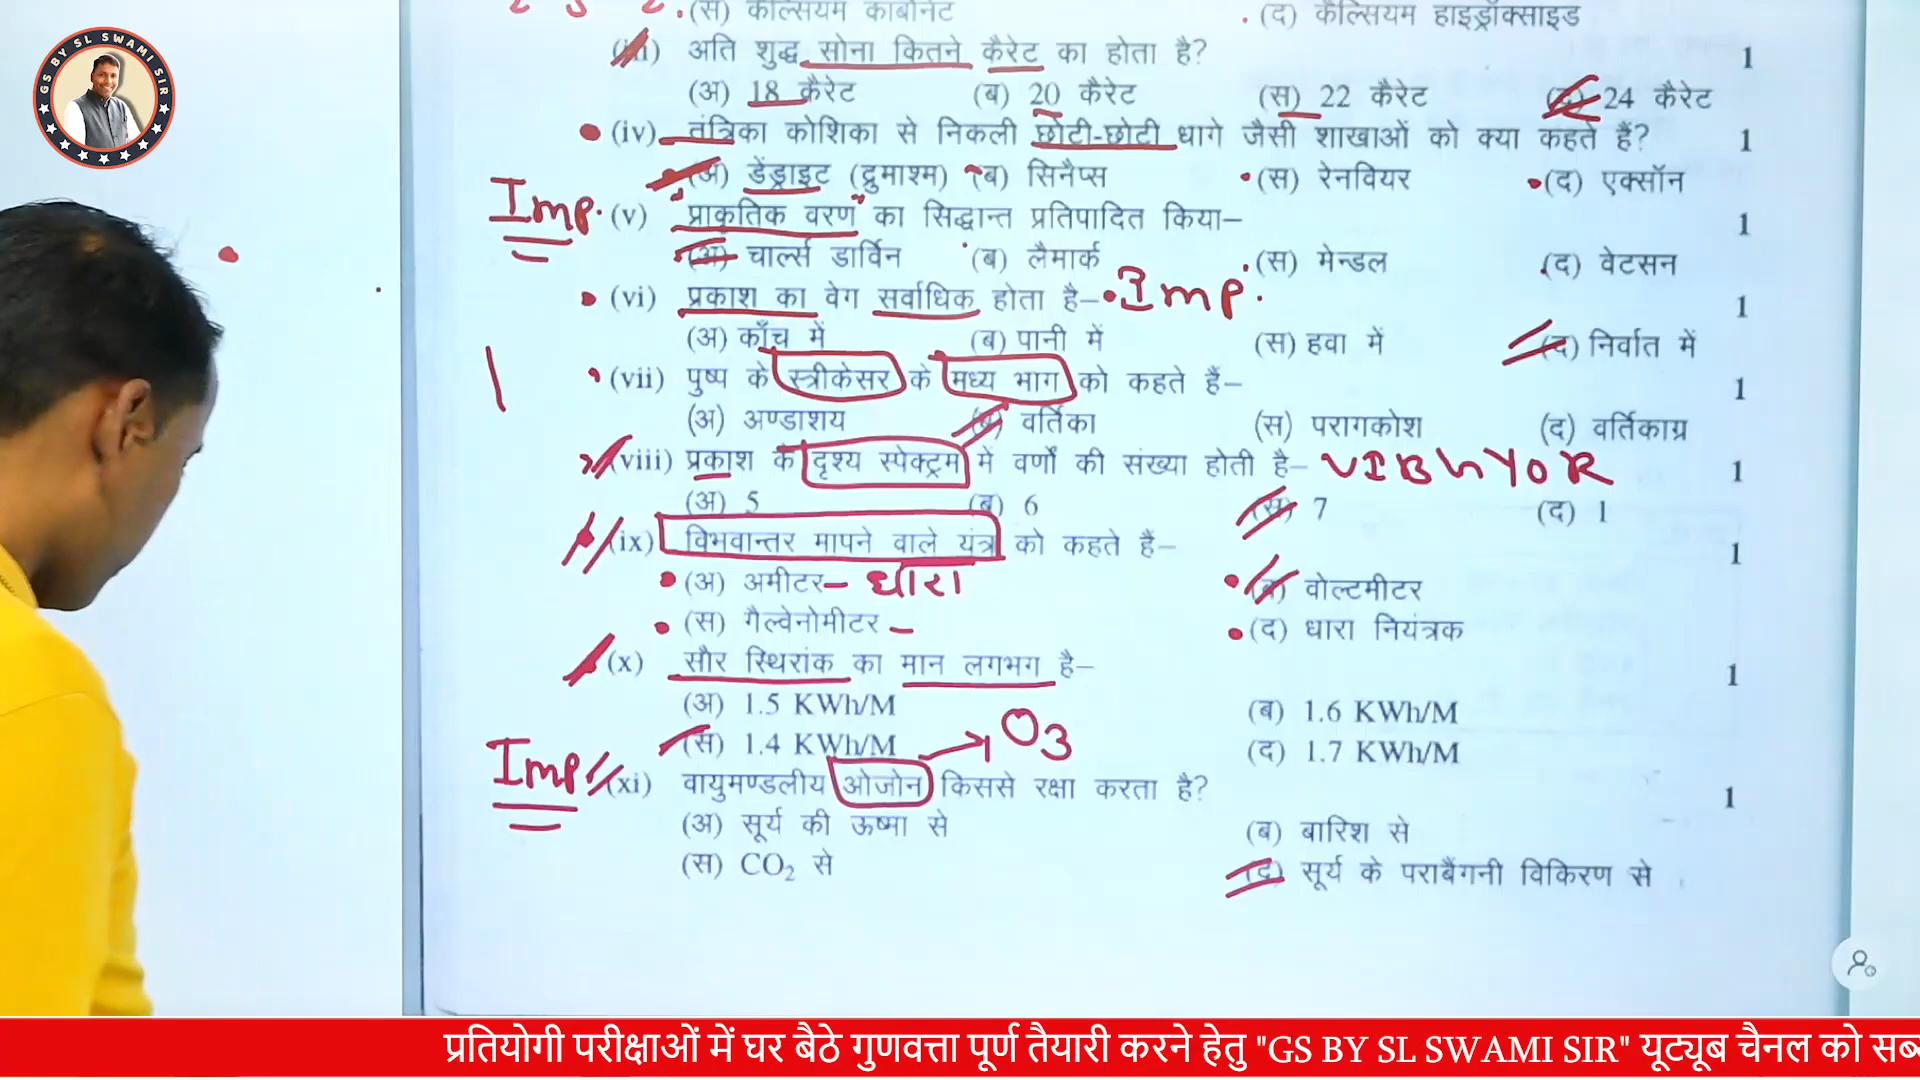 GS BY SL SWAMI SIR
(स) कैल्सियम कार्बोनेट (द) कैल्सियम हाइड्रॉक्साइड
(iii) अति शुद्ध सोना कितने कैरेट का होता है? 1
(अ) 18 कैरेट (ब) 20 कैरेट (स) 22 कैरेट (द) 24 कैरेट
(iv) तंत्रिका कोशिका से निकली छोटी-छोटी धागे जैसी शाखाओं को क्या कहते हैं? 1
(अ) डेंड्राइट (द्रुमाश्म) (ब) सिनैप्स (स) रेनवियर (द) एक्सॉन
Imp. (v) प्राकृतिक वरण का सिद्धान्त प्रतिपादित किया– 1
(अ) चार्ल्स डार्विन (ब) लैमार्क (स) मेन्डल (द) वेटसन
(vi) प्रकाश का वेग सर्वाधिक होता है– Imp. 1
(अ) काँच में (ब) पानी में (स) हवा में (द) निर्वात में
(vii) पुष्प के स्त्रीकेसर के मध्य भाग को कहते हैं– 1
(अ) अण्डाशय (ब) वर्तिका (स) परागकोश (द) वर्तिकाग्र
(viii) प्रकाश के दृश्य स्पेक्ट्रम में वर्णों की संख्या होती है– VIBhYOR 1
(अ) 5 (ब) 6 (स) 7 (द) 1
(ix) विभवान्तर मापने वाले यंत्र को कहते हैं– 1
(अ) अमीटर – धारा (ब) वोल्टमीटर
(स) गैल्वेनोमीटर – (द) धारा नियंत्रक
(x) सौर स्थिरांक का मान लगभग है– 1
(अ) 1.5 KWh/M (ब) 1.6 KWh/M
(स) 1.4 KWh/M (द) 1.7 KWh/M
O3
Imp (xi) वायुमण्डलीय ओजोन किससे रक्षा करता है? 1
(अ) सूर्य की ऊष्मा से (ब) बारिश से
(स) CO₂ से (द) सूर्य के पराबैंगनी विकिरण से
प्रतियोगी परीक्षाओं में घर बैठे गुणवत्ता पूर्ण तैयारी करने हेतु "GS BY SL SWAMI SIR" यूट्यूब चैनल को सब्स